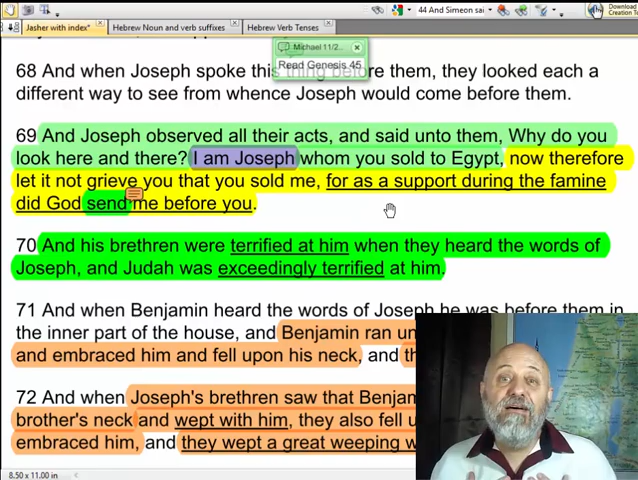 44 And Simeon sai
Download
Creation T
Jasher with index*
Hebrew Noun and verb suffixes
Hebrew Verb Tenses
Michael 11/2...
Read Genesis 45
68 And when Joseph spoke this thing before them, they looked each a
different way to see from whence Joseph would come before them.
69 And Joseph observed all their acts, and said unto them, Why do you
look here and there? I am Joseph whom you sold to Egypt, now therefore
let it not grieve you that you sold me, for as a support during the famine
did God send me before you.
70 And his brethren were terrified at him when they heard the words of
Joseph, and Judah was exceedingly terrified at him.
71 And when Benjamin heard the words of Joseph he was before them in
the inner part of the house, and Benjamin ran un
and embraced him and fell upon his neck, and th
72 And when Joseph's brethren saw that Benjam
brother's neck and wept with him, they also fell u
embraced him, and they wept a great weeping w
8.50 x 11.00 in